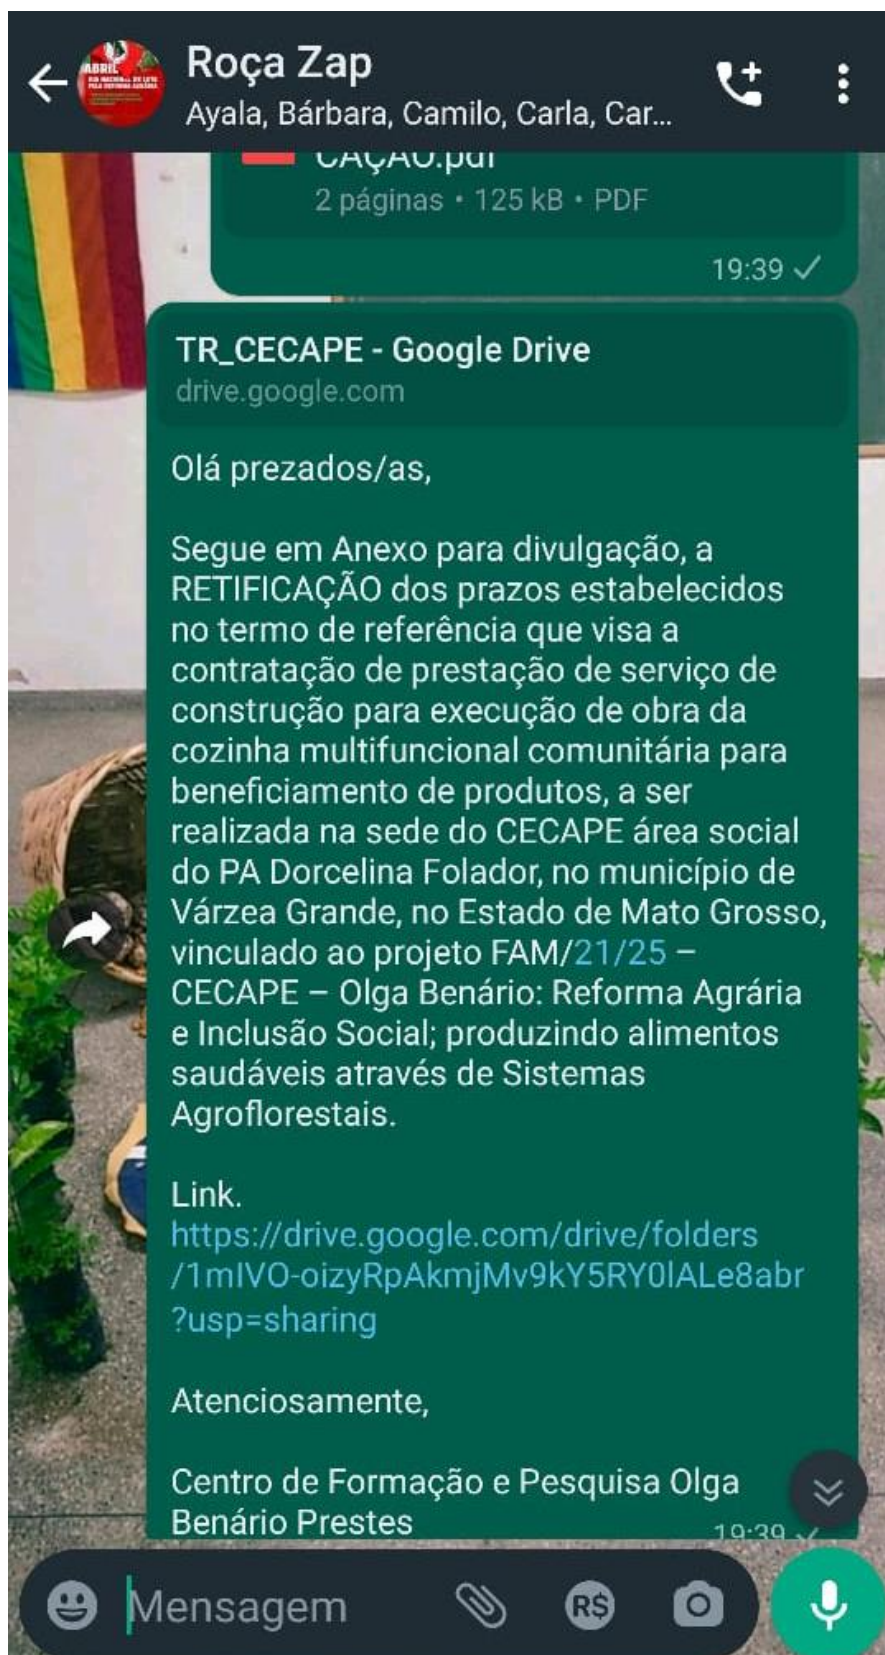 Roça Zap
Ayala, Bárbara, Camilo, Carla, Car...
ABRIL
CAÇÃO.pdf
2 páginas • 125 kB • PDF
19:39
TR_CECAPE - Google Drive
drive.google.com
Olá prezados/as,
Segue em Anexo para divulgação, a
RETIFICAÇÃO dos prazos estabelecidos
no termo de referência que visa a
contratação de prestação de serviço de
construção para execução de obra da
cozinha multifuncional comunitária para
beneficiamento de produtos, a ser
realizada na sede do CECAPE área social
do PA Dorcelina Folador, no município de
Várzea Grande, no Estado de Mato Grosso,
vinculado ao projeto FAM/21/25 –
CECAPE – Olga Benário: Reforma Agrária
e Inclusão Social; produzindo alimentos
saudáveis através de Sistemas
Agroflorestais.
Link.
https://drive.google.com/drive/folders
/1mIVO-oizyRpAkmjMv9kY5RY0lALe8abr
?usp=sharing
Atenciosamente,
Centro de Formação e Pesquisa Olga
Benário Prestes
19:39
Mensagem
R$